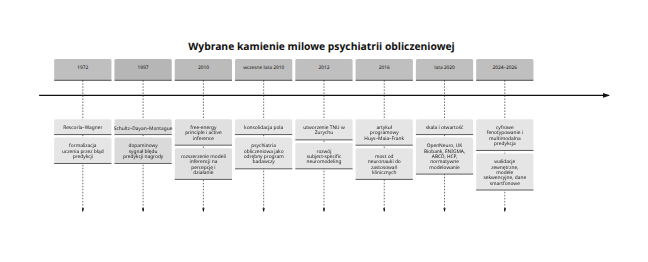 Wybrane kamienie milowe psychiatrii obliczeniowej
1972
1997
2010
wczesne lata 2010
2012
2016
lata 2020
2024–2026
Rescorla–Wagner
formalizacja
uczenia przez błąd
predykcji
Schultz–Dayan–Montague
dopaminowy
sygnał błędu
predykcji nagrody
free-energy
principle i active
inference
rozszerzenie modeli
inferencji na
percepcję i
działanie
konsolidacja pola
psychiatria
obliczeniowa jako
odrębny program
badawczy
utworzenie TNU w
Zurychu
rozwój
subject-specific
neuromodeling
artykuł
programowy
Huys–Maia–Frank
most od
neuronauki do
zastosowań
klinicznych
skala i otwartość
OpenNeuro, UK
Biobank, ENIGMA,
ABCD, HCP,
normatywne
modelowanie
cyfrowe
fenotypowanie i
multimodalna
predykcja
walidacje
zewnętrzne,
modele
sekwencyjne, dane
smartfonowe